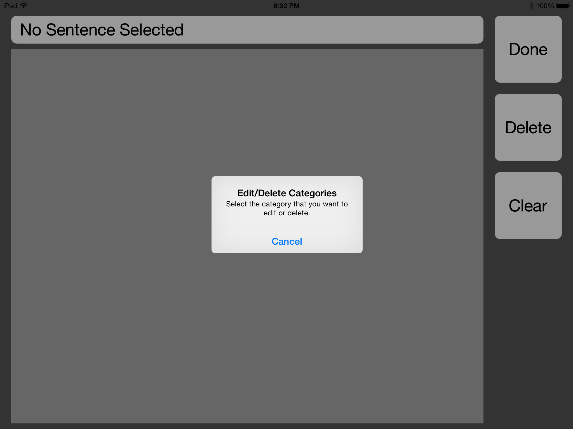 iPad 6:32 PM 100%
No Sentence Selected
Done
Delete
Clear
Edit/Delete Categories
Select the category that you want to
edit or delete.
Cancel